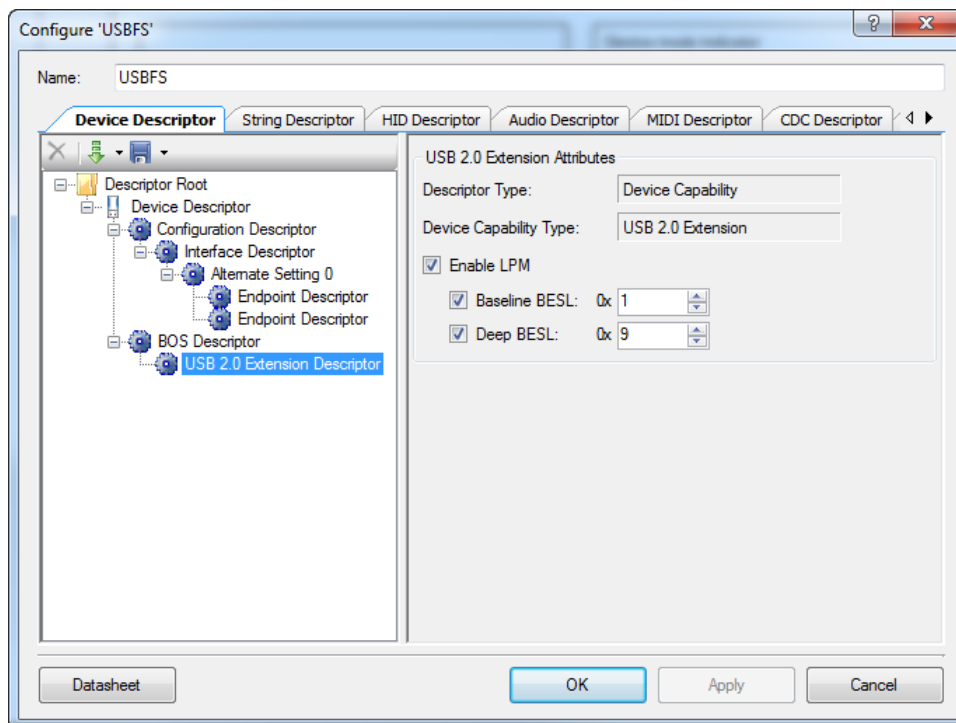 Configure 'USBFS'
Name: USBFS
Device Descriptor String Descriptor HID Descriptor Audio Descriptor MIDI Descriptor CDC Descriptor
Descriptor Root
Device Descriptor
Configuration Descriptor
Interface Descriptor
Alternate Setting 0
Endpoint Descriptor
Endpoint Descriptor
BOS Descriptor
USB 2.0 Extension Descriptor
USB 2.0 Extension Attributes
Descriptor Type: Device Capability
Device Capability Type: USB 2.0 Extension
Enable LPM
Baseline BESL: 0x 1
Deep BESL: 0x 9
Datasheet OK Apply Cancel